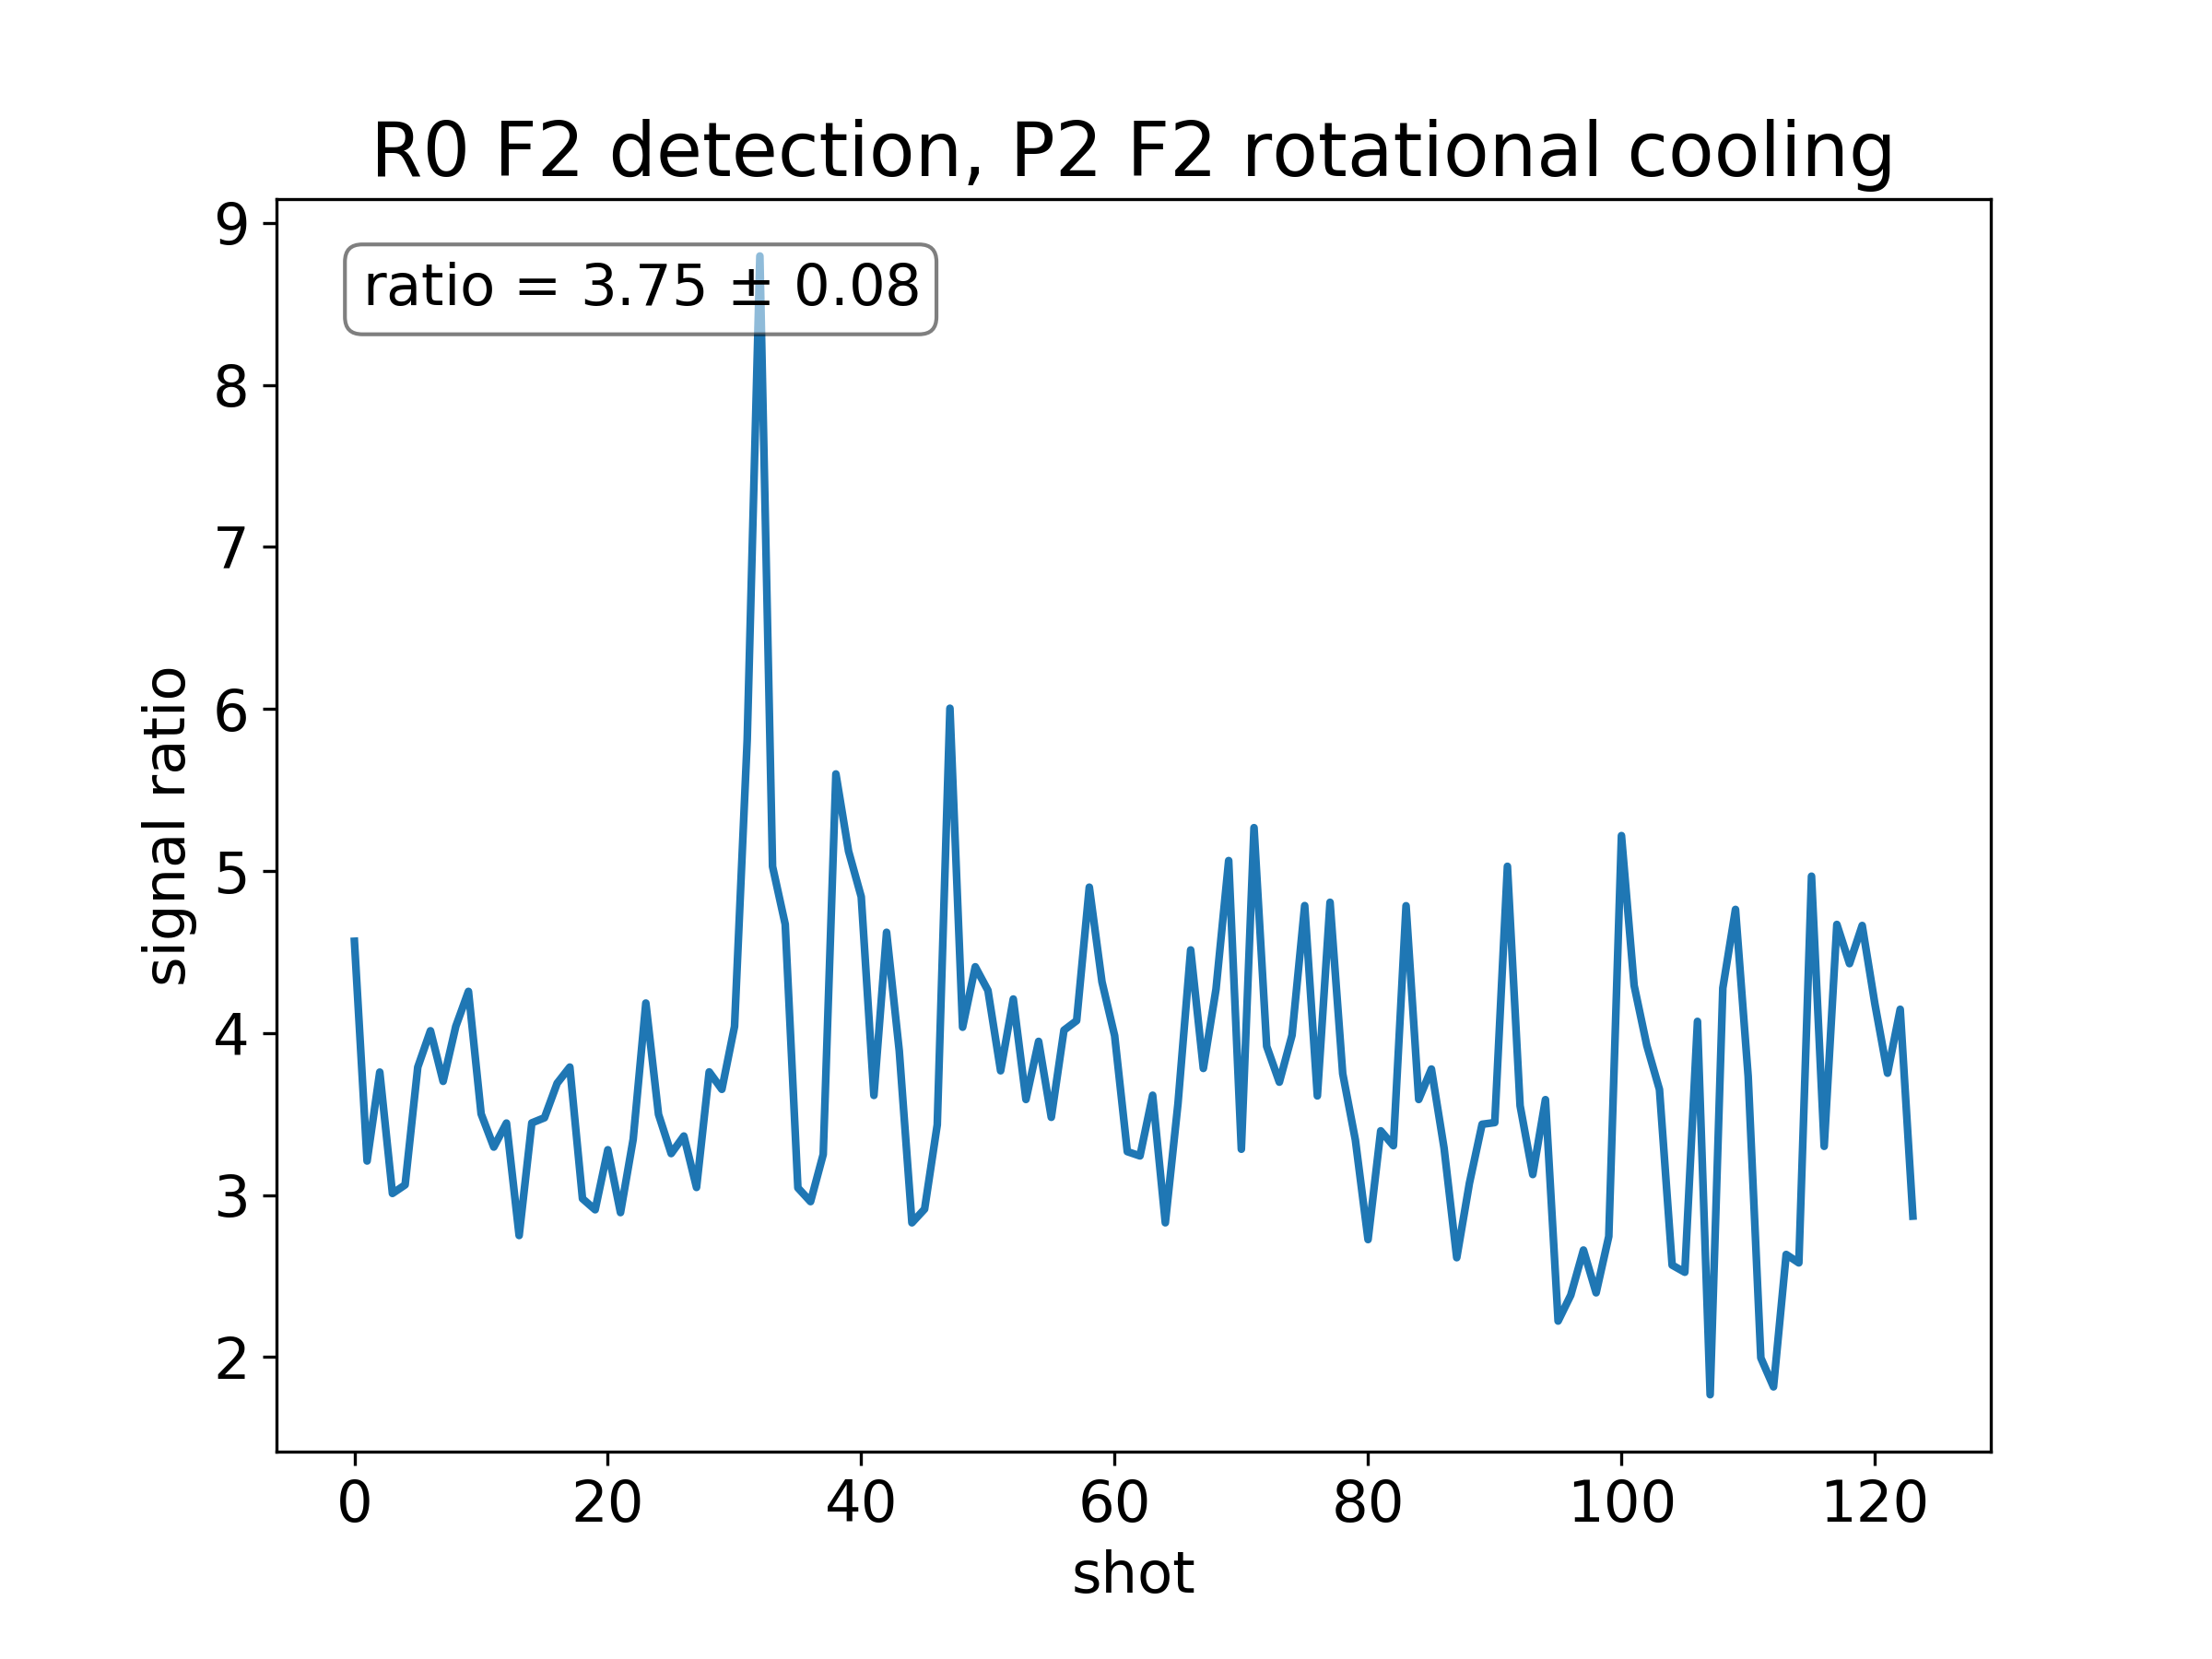 R0 F2 detection, P2 F2 rotational cooling
ratio = 3.75 ± 0.08
signal ratio
9
8
7
6
5
4
3
2
0 20 40 60 80 100 120
shot